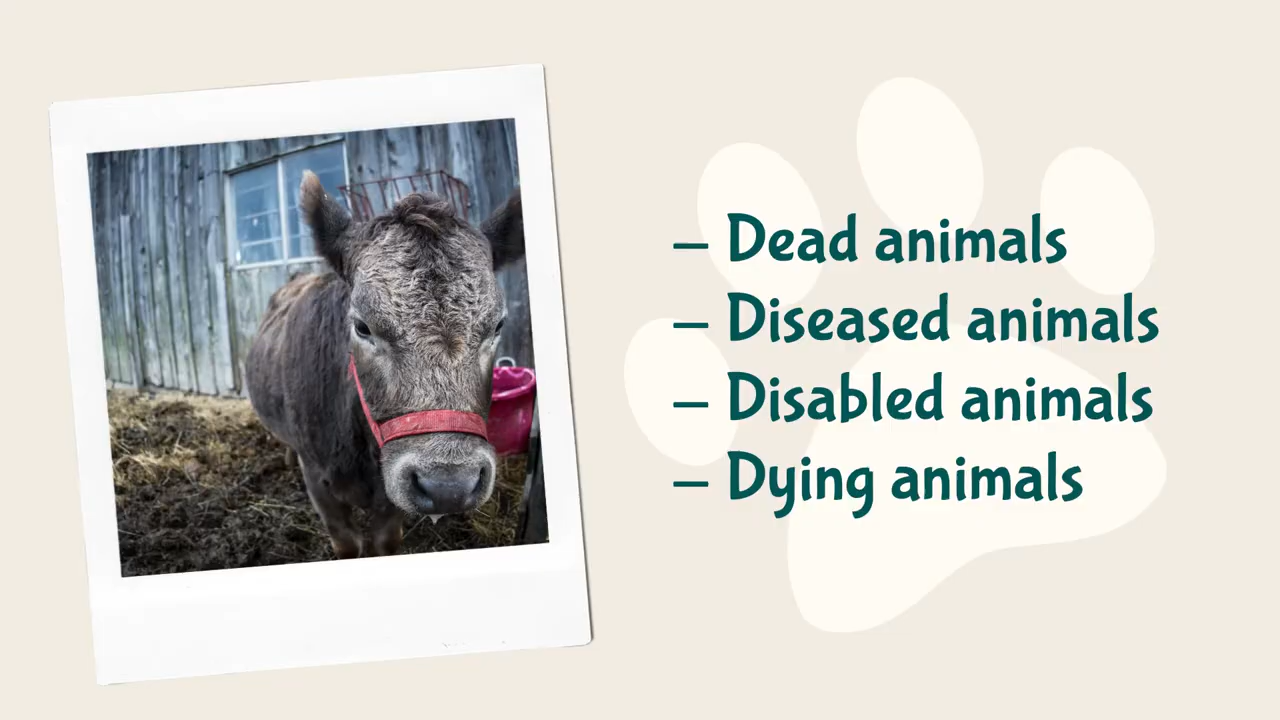 – Dead animals
– Diseased animals
– Disabled animals
– Dying animals